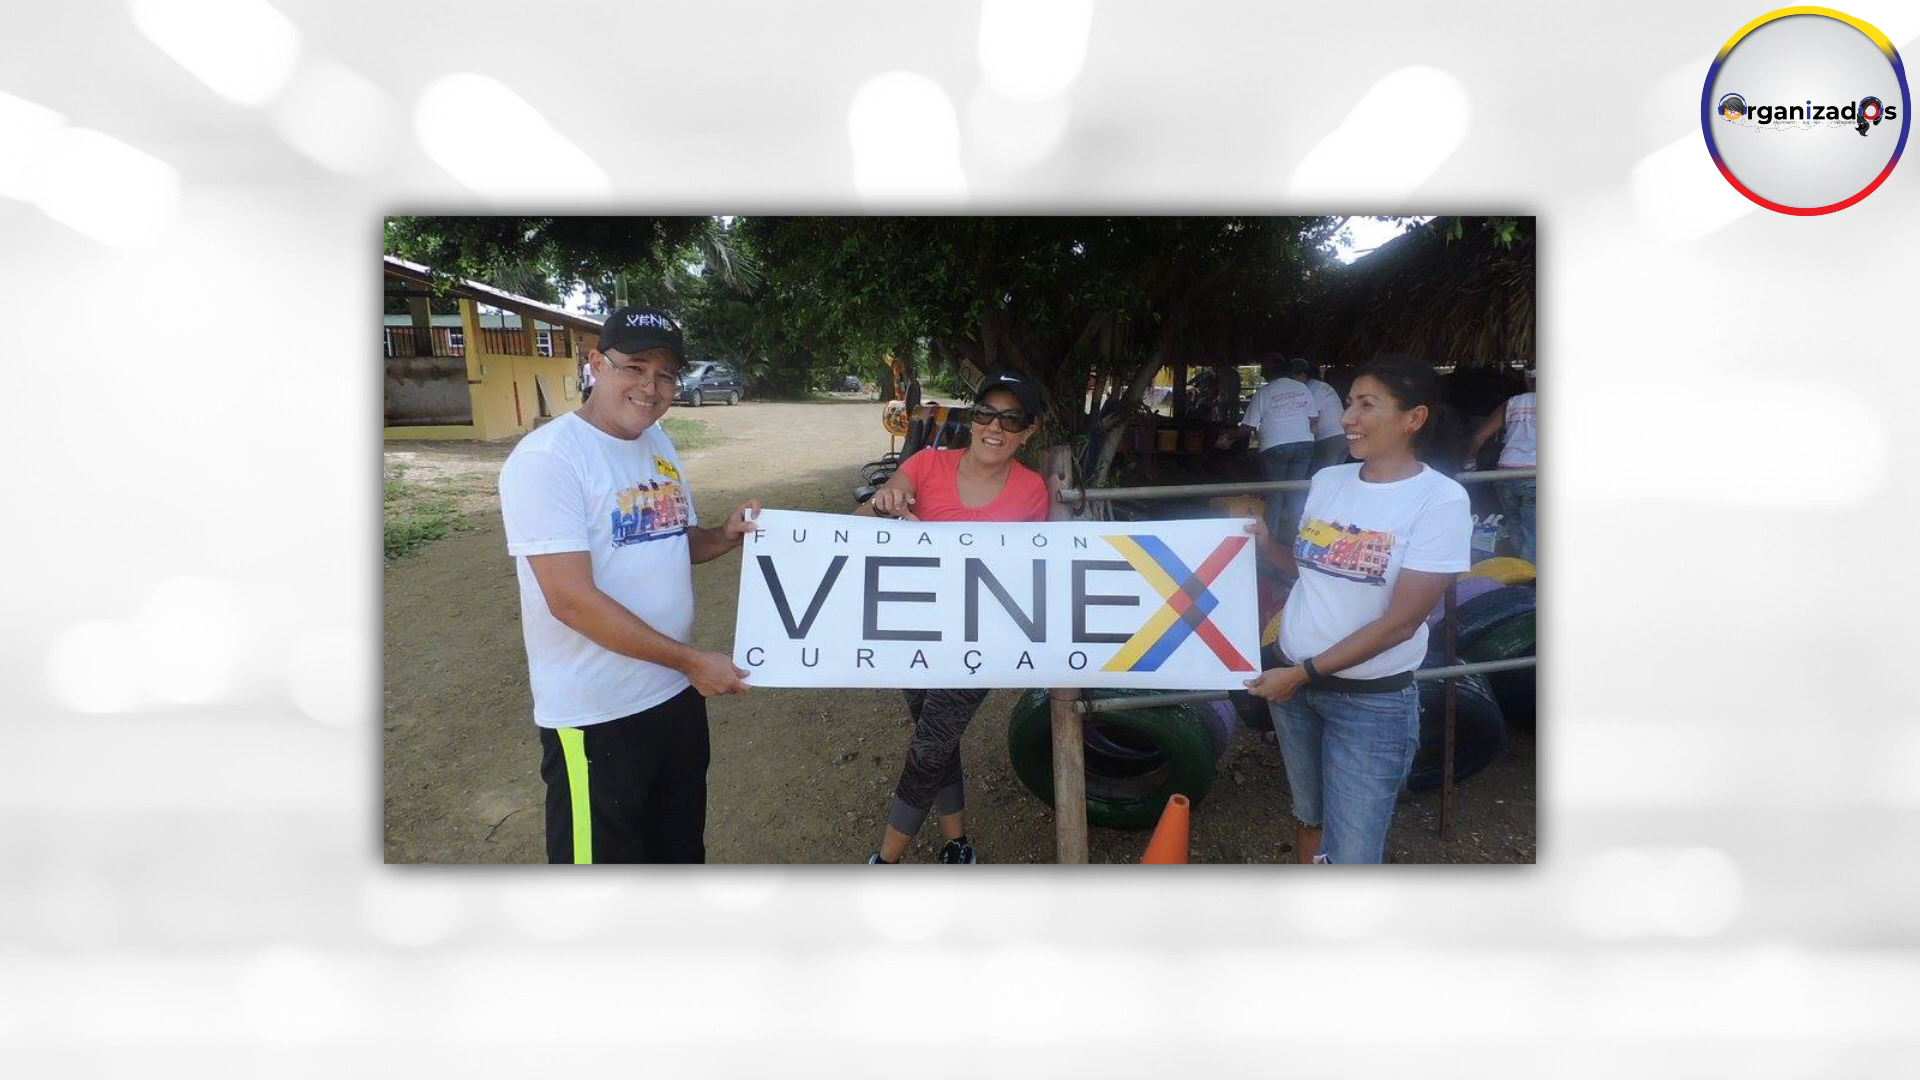 Organizados
VENEX
FUNDACIÓN
VENEX
CURAÇAO